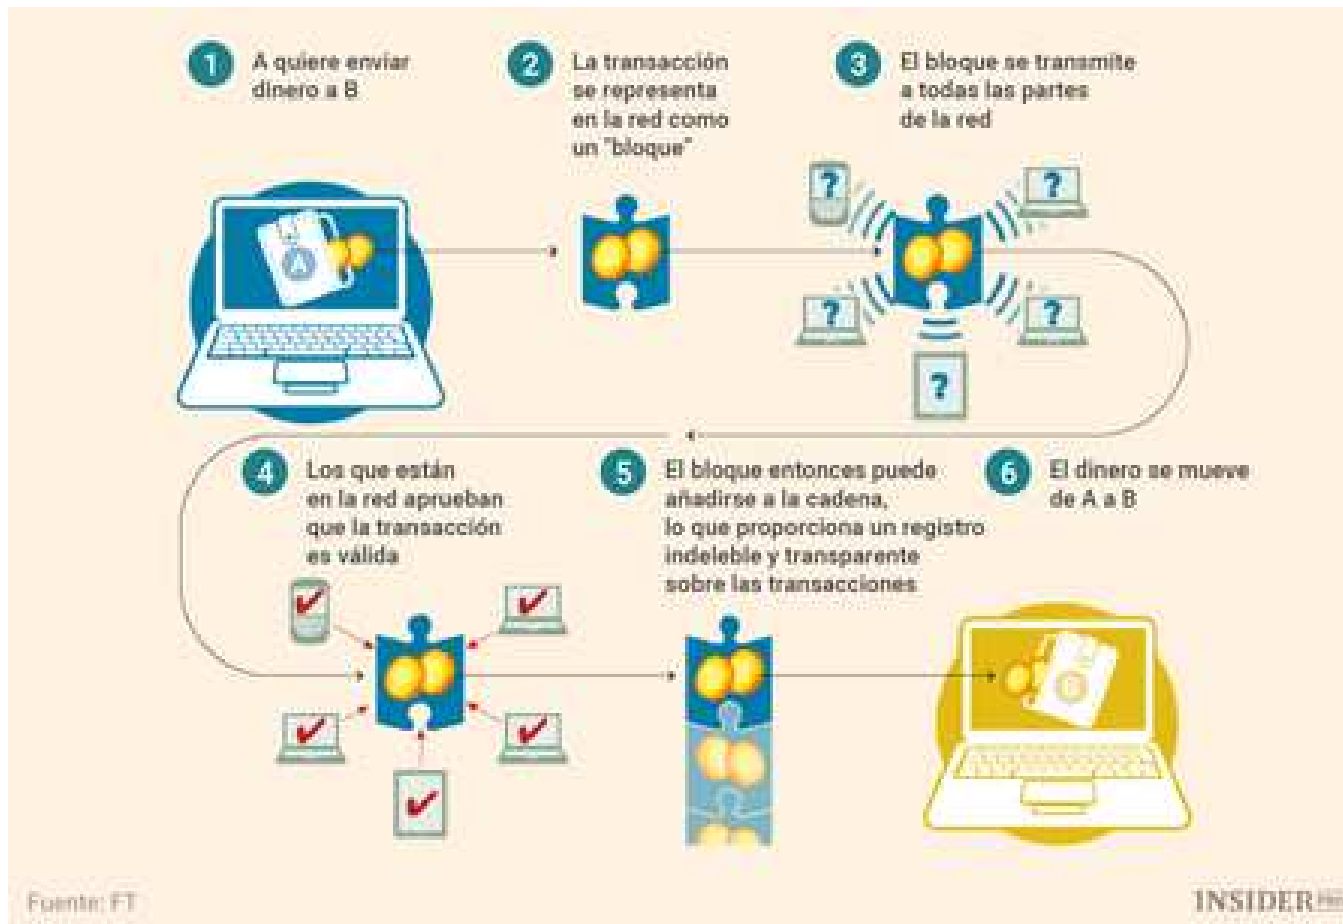 1
A quiere enviar
dinero a B
2
La transacción
se representa
en la red como
un "bloque"
3
El bloque se transmite
a todas las partes
de la red
A
?
?
?
?
?
4
Los que están
en la red aprueban
que la transacción
es válida
5
El bloque entonces puede
añadirse a la cadena,
lo que proporciona un registro
indeleble y transparente
sobre las transacciones
6
El dinero se mueve
de A a B
Fuente: FT
INSIDER